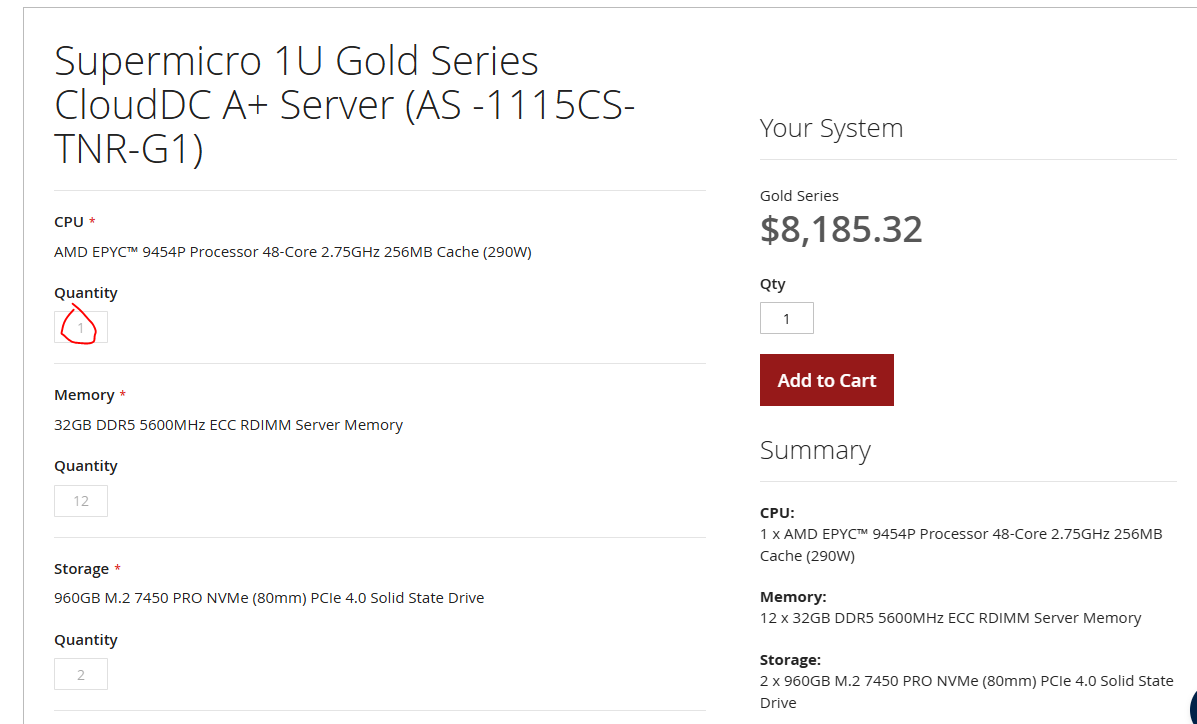 Supermicro 1U Gold Series
CloudDC A+ Server (AS -1115CS-
TNR-G1)
CPU *
AMD EPYC™ 9454P Processor 48-Core 2.75GHz 256MB Cache (290W)
Quantity
1
Memory *
32GB DDR5 5600MHz ECC RDIMM Server Memory
Quantity
12
Storage *
960GB M.2 7450 PRO NVMe (80mm) PCIe 4.0 Solid State Drive
Quantity
2
Your System
Gold Series
$8,185.32
Qty
1
Add to Cart
Summary
CPU:
1 x AMD EPYC™ 9454P Processor 48-Core 2.75GHz 256MB
Cache (290W)
Memory:
12 x 32GB DDR5 5600MHz ECC RDIMM Server Memory
Storage:
2 x 960GB M.2 7450 PRO NVMe (80mm) PCIe 4.0 Solid State
Drive